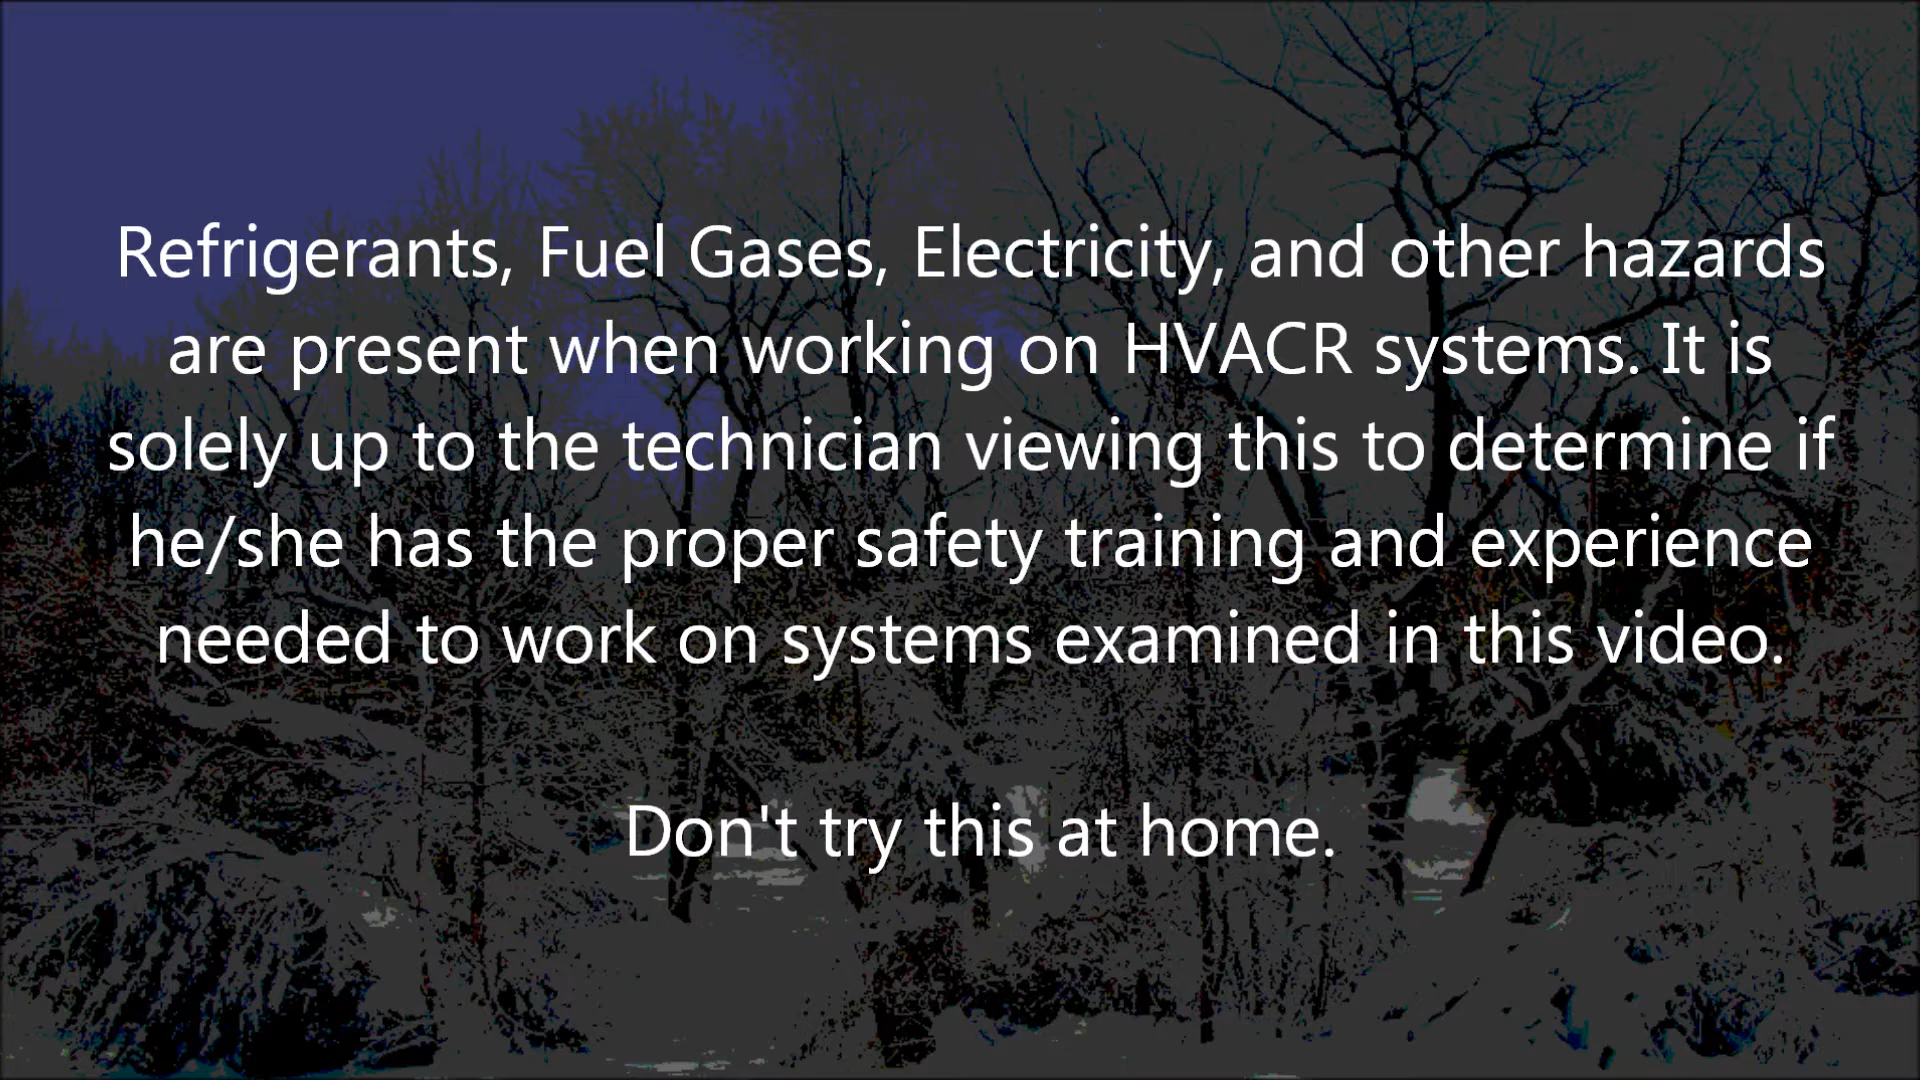 Refrigerants, Fuel Gases, Electricity, and other hazards
are present when working on HVACR systems. It is
solely up to the technician viewing this to determine if
he/she has the proper safety training and experience
needed to work on systems examined in this video.
Don't try this at home.